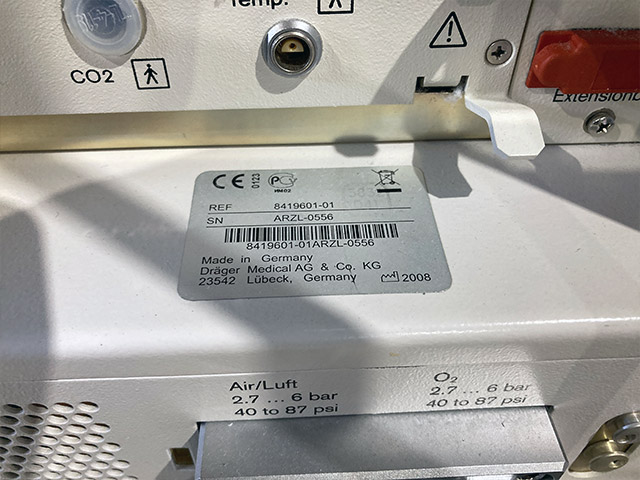 Temp.
CO2
Extension
CE 0123
MM02
REF 8419601-01
SN ARZL-0556
8419601-01ARZL-0556
Made in Germany
Dräger Medical AG & Co. KG
23542 Lübeck, Germany
2008
Air/Luft
2.7 ... 6 bar
40 to 87 psi
O₂
2.7 ... 6 bar
40 to 87 psi